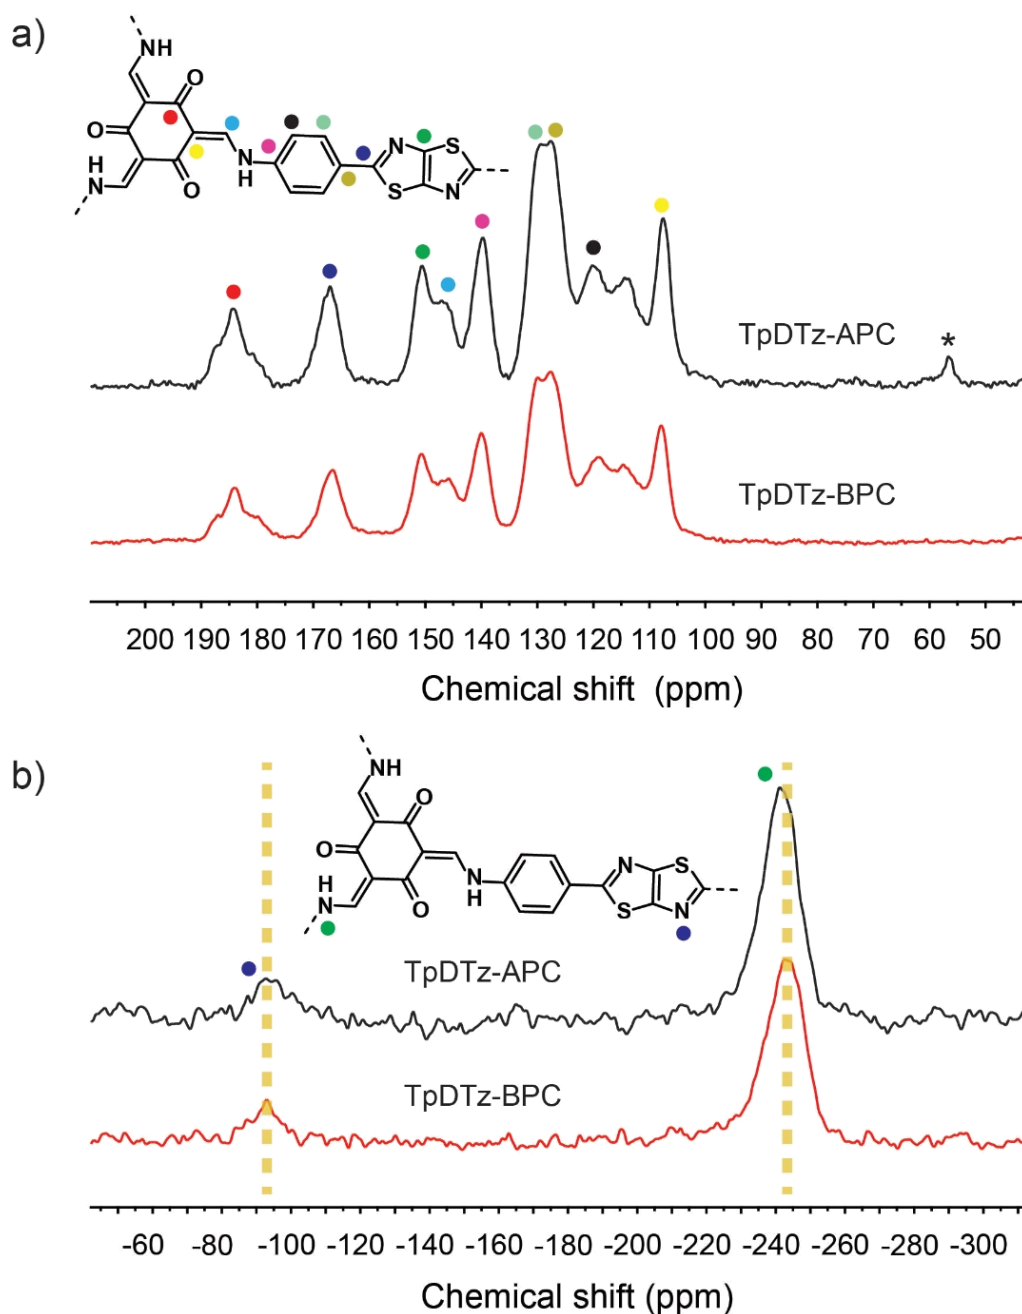 a)
NH
O
O
N
S
N
H
H
N
O
S
N
TpDTz-APC
*
TpDTz-BPC
200 190 180 170 160 150 140 130 120 110 100 90 80 70 60 50
Chemical shift (ppm)
b)
NH
O
O
N
S
H
N
N
H
O
S
N
TpDTz-APC
TpDTz-BPC
-60 -80 -100 -120 -140 -160 -180 -200 -220 -240 -260 -280 -300
Chemical shift (ppm)